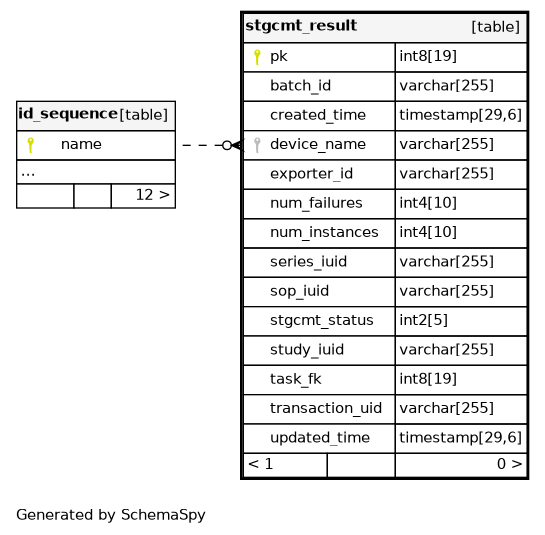 stgcmt_result [table]
pk int8[19]
batch_id varchar[255]
created_time timestamp[29,6]
device_name varchar[255]
exporter_id varchar[255]
num_failures int4[10]
num_instances int4[10]
series_iuid varchar[255]
sop_iuid varchar[255]
stgcmt_status int2[5]
study_iuid varchar[255]
task_fk int8[19]
transaction_uid varchar[255]
updated_time timestamp[29,6]
< 1 0 >
id_sequence [table]
name
...
12 >
Generated by SchemaSpy